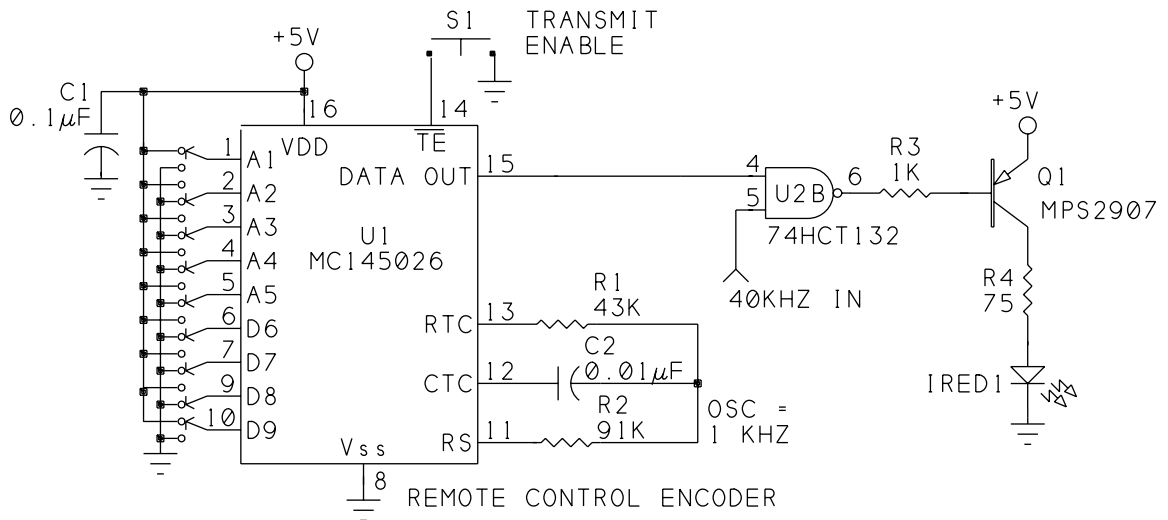 S1 TRANSMIT
ENABLE
+5V
C1
0.1µF
16
14
VDD
TE
+5V
1 A1
DATA OUT 15
2 A2
3 A3
4 A4
5 A5
6 D6
7 D7
9 D8
10 D9
U1
MC145026
4
5
U2B
6
74HCT132
40KHZ IN
R3
1K
Q1
MPS2907
R4
75
IRED1
RTC 13
R1
43K
CTC 12
C2
0.01µF
RS 11
R2
91K
OSC =
1 KHZ
Vss
8
REMOTE CONTROL ENCODER